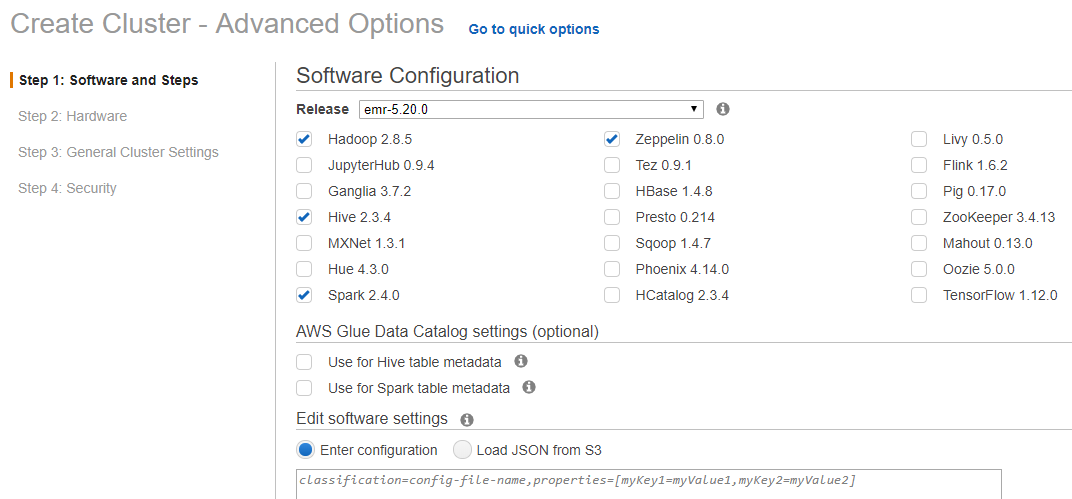 Create Cluster - Advanced Options Go to quick options
Step 1: Software and Steps
Step 2: Hardware
Step 3: General Cluster Settings
Step 4: Security
Software Configuration
Release emr-5.20.0
Hadoop 2.8.5 Zeppelin 0.8.0 Livy 0.5.0
JupyterHub 0.9.4 Tez 0.9.1 Flink 1.6.2
Ganglia 3.7.2 HBase 1.4.8 Pig 0.17.0
Hive 2.3.4 Presto 0.214 ZooKeeper 3.4.13
MXNet 1.3.1 Sqoop 1.4.7 Mahout 0.13.0
Hue 4.3.0 Phoenix 4.14.0 Oozie 5.0.0
Spark 2.4.0 HCatalog 2.3.4 TensorFlow 1.12.0
AWS Glue Data Catalog settings (optional)
Use for Hive table metadata
Use for Spark table metadata
Edit software settings
Enter configuration Load JSON from S3
classification=config-file-name,properties=[myKey1=myValue1,myKey2=myValue2]